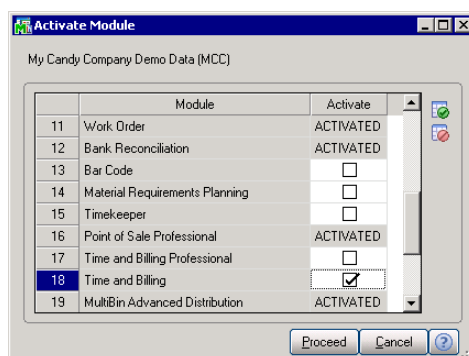 Activate Module
My Candy Company Demo Data (MCC)
Module Activate
11 Work Order ACTIVATED
12 Bank Reconciliation ACTIVATED
13 Bar Code
14 Material Requirements Planning
15 Timekeeper
16 Point of Sale Professional ACTIVATED
17 Time and Billing Professional
18 Time and Billing
19 MultiBin Advanced Distribution ACTIVATED
Proceed Cancel ?